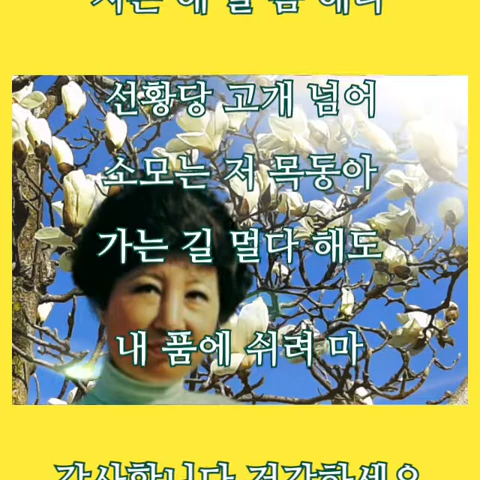 선황당 고개 넘어
소모는 저 목동아
가는 길 멀다 해도
내 품에 쉬려 마
감사합니다 건강하세요